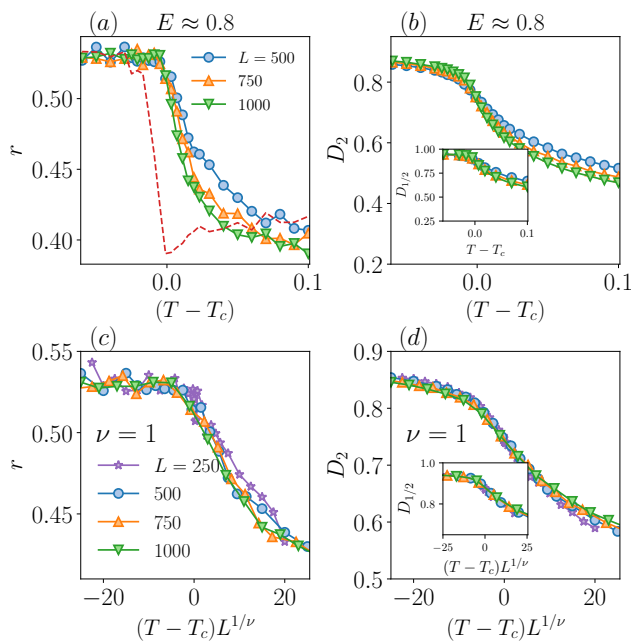 E ≈ 0.8
E ≈ 0.8
(a)
(b)
r
0.50
0.45
0.40
L = 500
750
1000
0.0
0.1
(T − T_c)
D_2
0.8
0.6
0.4
0.2
D_{1/2}
1.00
0.75
0.50
0.25
0.0
0.1
T − T_c
0.0
0.1
(T − T_c)
(c)
(d)
r
0.55
0.50
0.45
ν = 1
L = 250
500
750
1000
−20
0
20
(T − T_c)L^{1/ν}
D_2
0.9
0.8
0.7
0.6
0.5
ν = 1
D_{1/2}
1.0
0.8
−25
0
25
(T − T_c)L^{1/ν}
−20
0
20
(T − T_c)L^{1/ν}